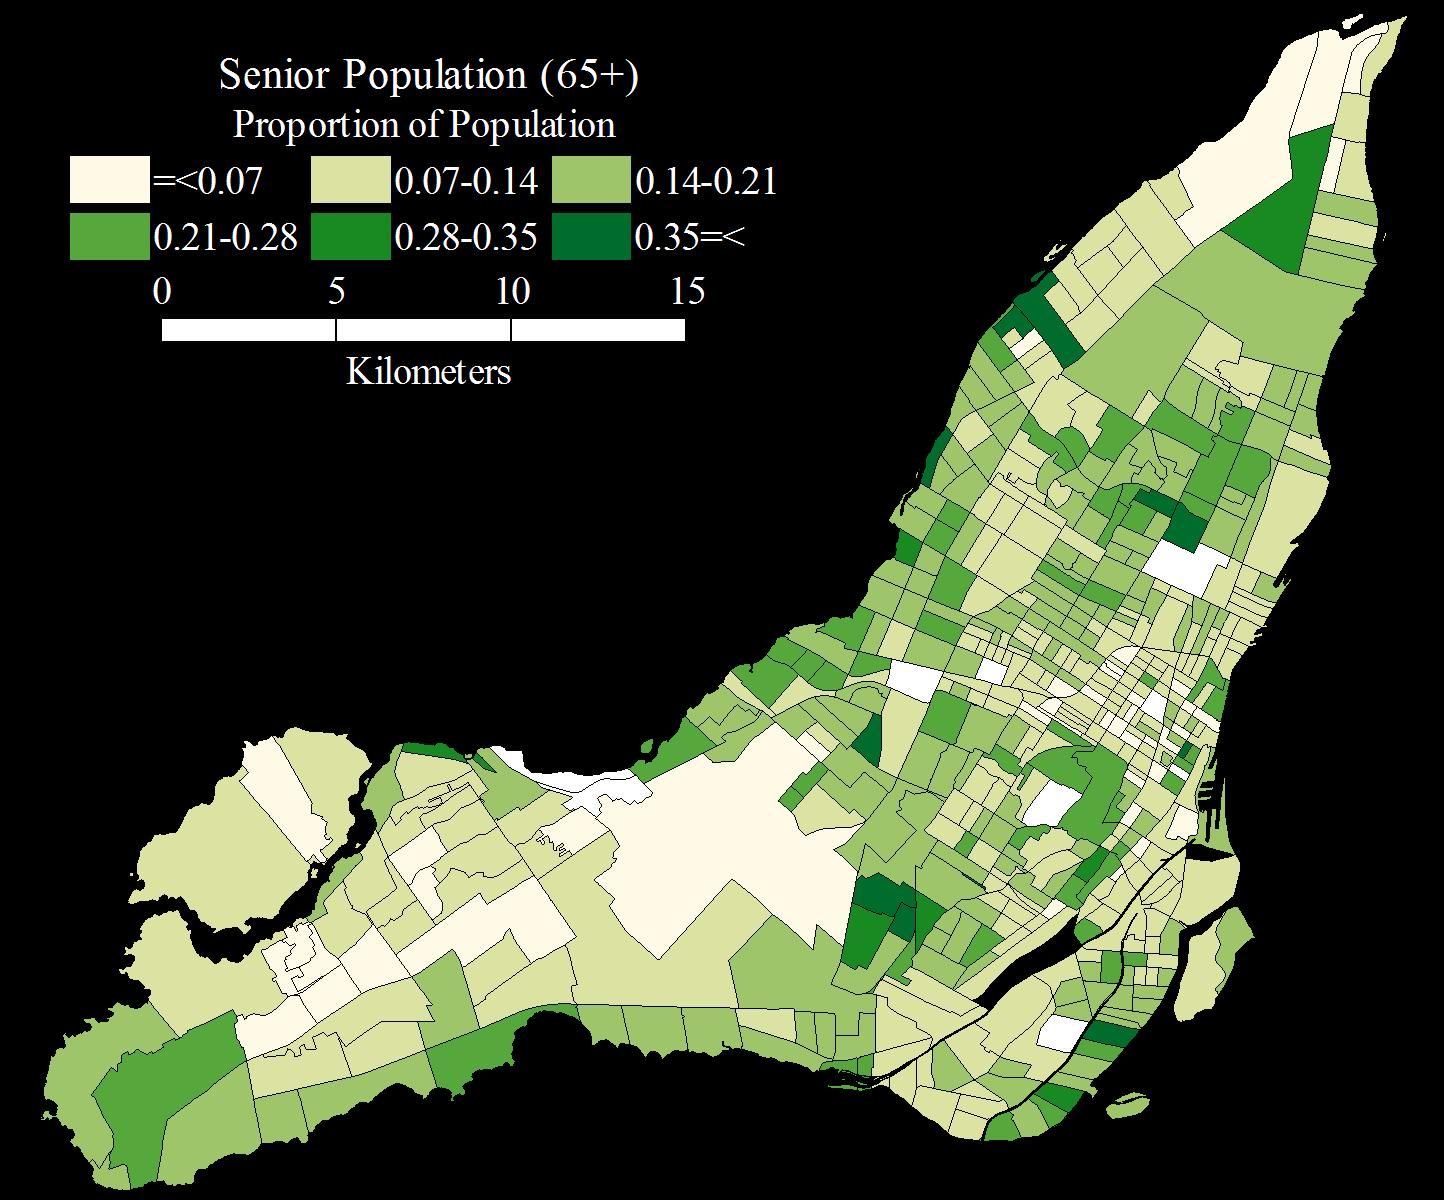 Senior Population (65+)
Proportion of Population
=<0.07 0.07-0.14 0.14-0.21
0.21-0.28 0.28-0.35 0.35=<
0 5 10 15
Kilometers